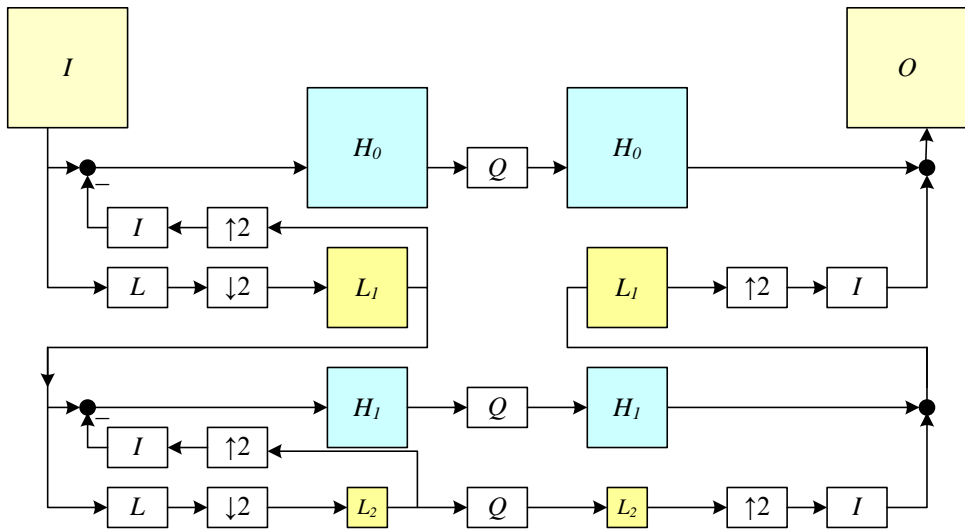 I O
H₀ Q H₀
–
I ↑2
L ↓2 L₁ L₁ ↑2 I
H₁ Q H₁
–
I ↑2
L ↓2 L₂ Q L₂ ↑2 I